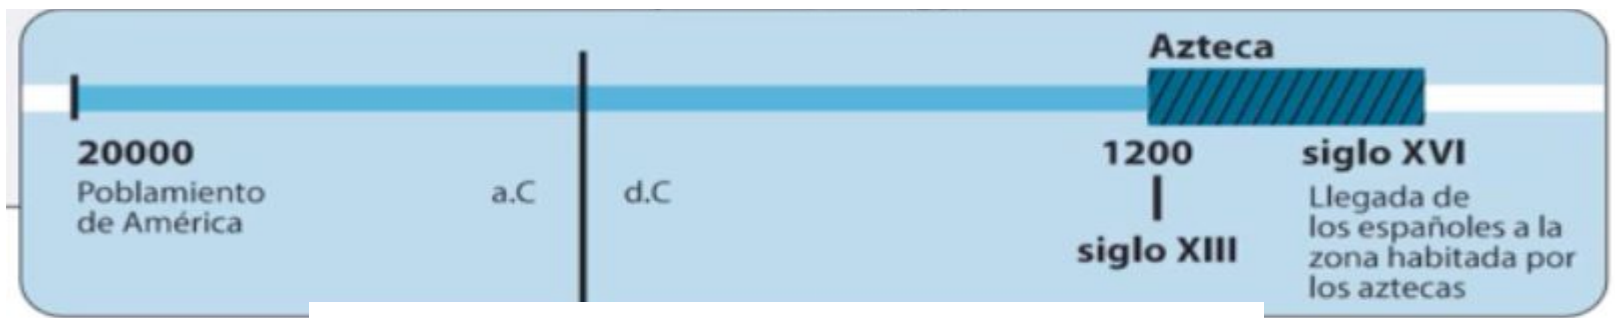 Azteca
20000
Poblamiento
de América
a.C
d.C
1200
siglo XIII
siglo XVI
Llegada de
los españoles a la
zona habitada por
los aztecas